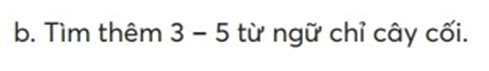 b. Tìm thêm 3 – 5 từ ngữ chỉ cây cối.